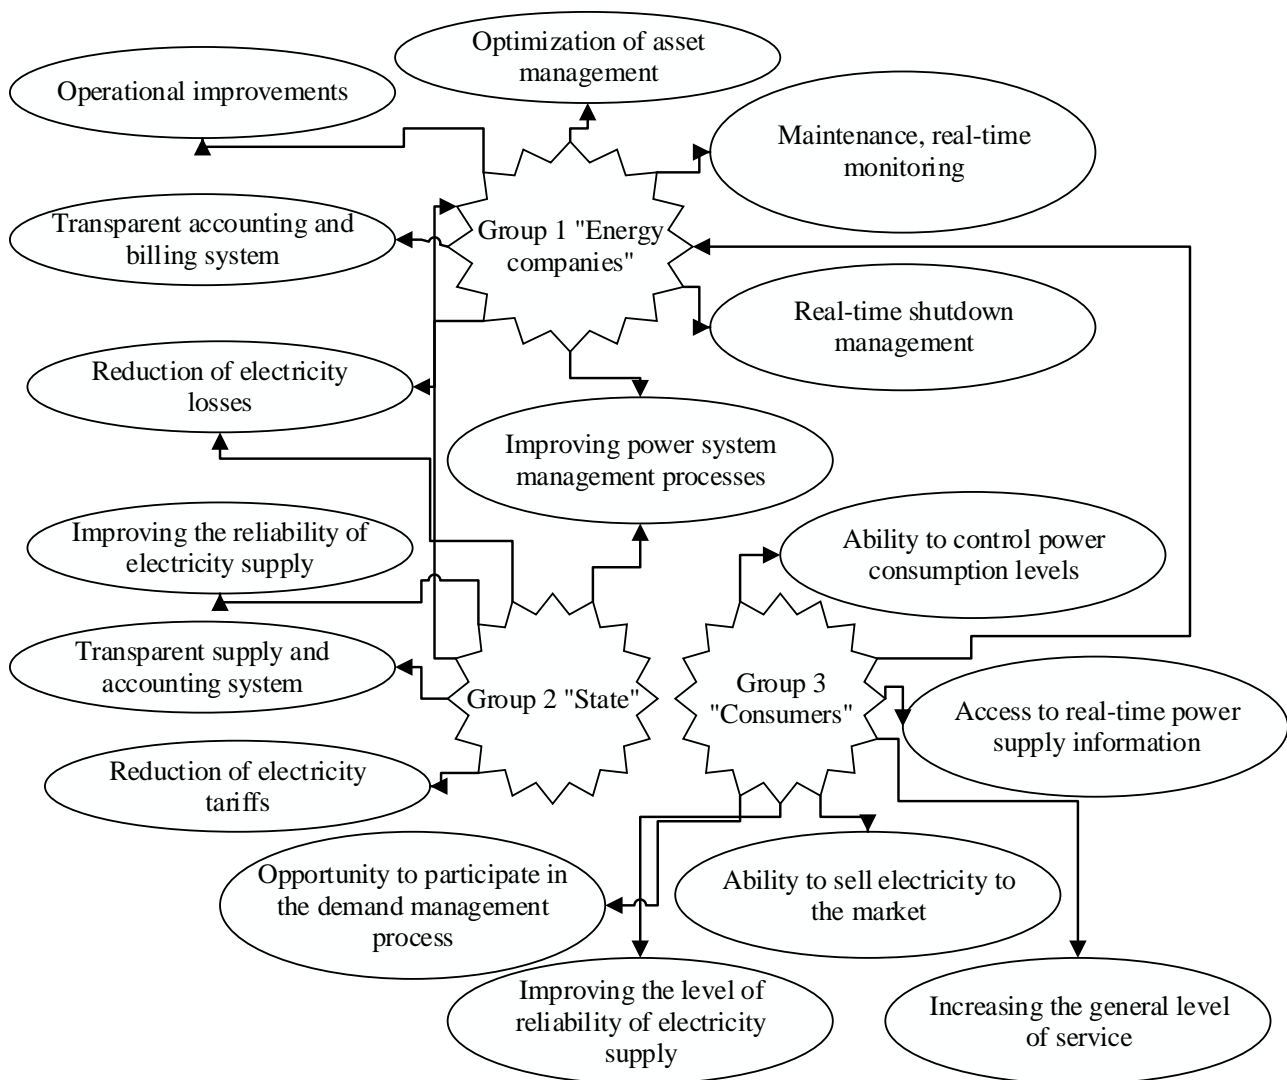 Optimization of asset
management
Operational improvements
Maintenance, real-time
monitoring
Transparent accounting and
billing system
Group 1 "Energy
companies"
Real-time shutdown
management
Reduction of electricity
losses
Improving power system
management processes
Improving the reliability of
electricity supply
Ability to control power
consumption levels
Transparent supply and
accounting system
Group 2 "State"
Group 3
"Consumers"
Access to real-time power
supply information
Reduction of electricity
tariffs
Opportunity to participate in
the demand management
process
Ability to sell electricity to
the market
Improving the level of
reliability of electricity
supply
Increasing the general level
of service